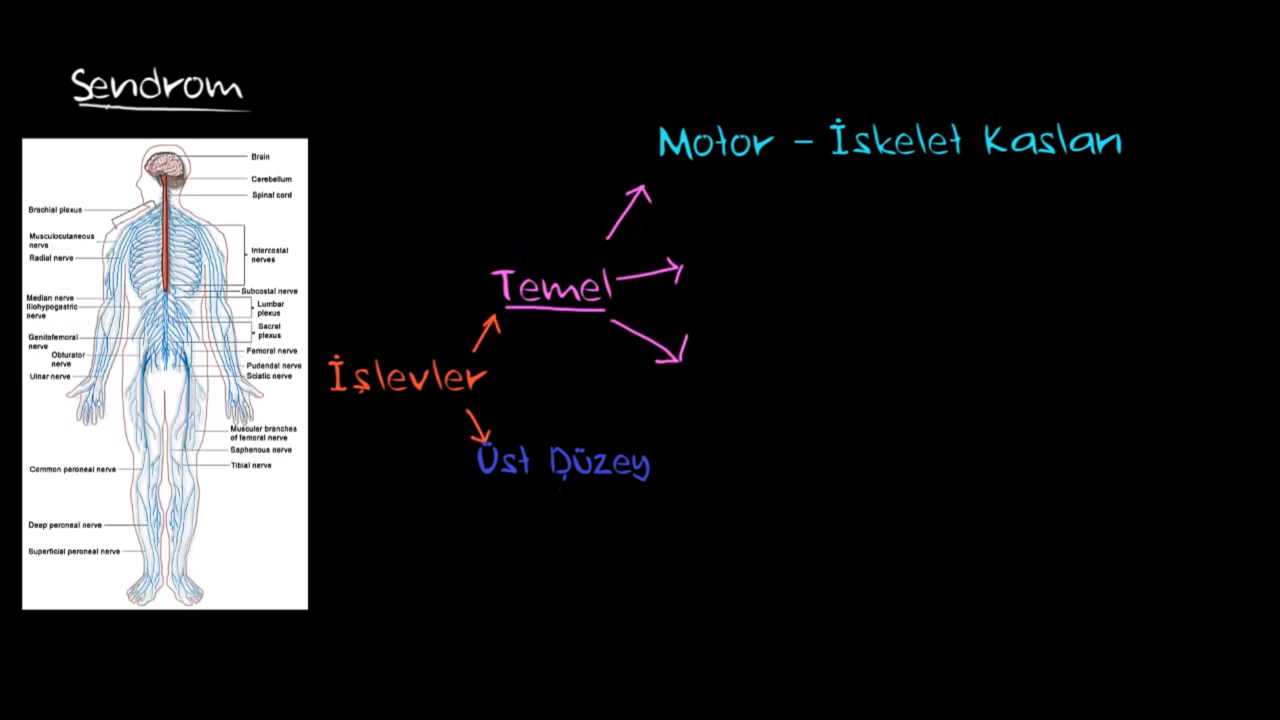 Sendrom
Motor - İskelet Kasları
Temel
İşlevler
Üst Düzey
Brain
Cerebellum
Spinal cord
Brachial plexus
Musculocutaneous
nerve
Radial nerve
Intercostal
nerves
Subcostal nerve
Median nerve
Iliohypogastric
nerve
Lumbar
plexus
Sacral
plexus
Genitofemoral
nerve
Obturator
nerve
Ulnar nerve
Femoral nerve
Pudendal nerve
Sciatic nerve
Muscular branches
of femoral nerve
Saphenous nerve
Tibial nerve
Common peroneal nerve
Deep peroneal nerve
Superficial peroneal nerve